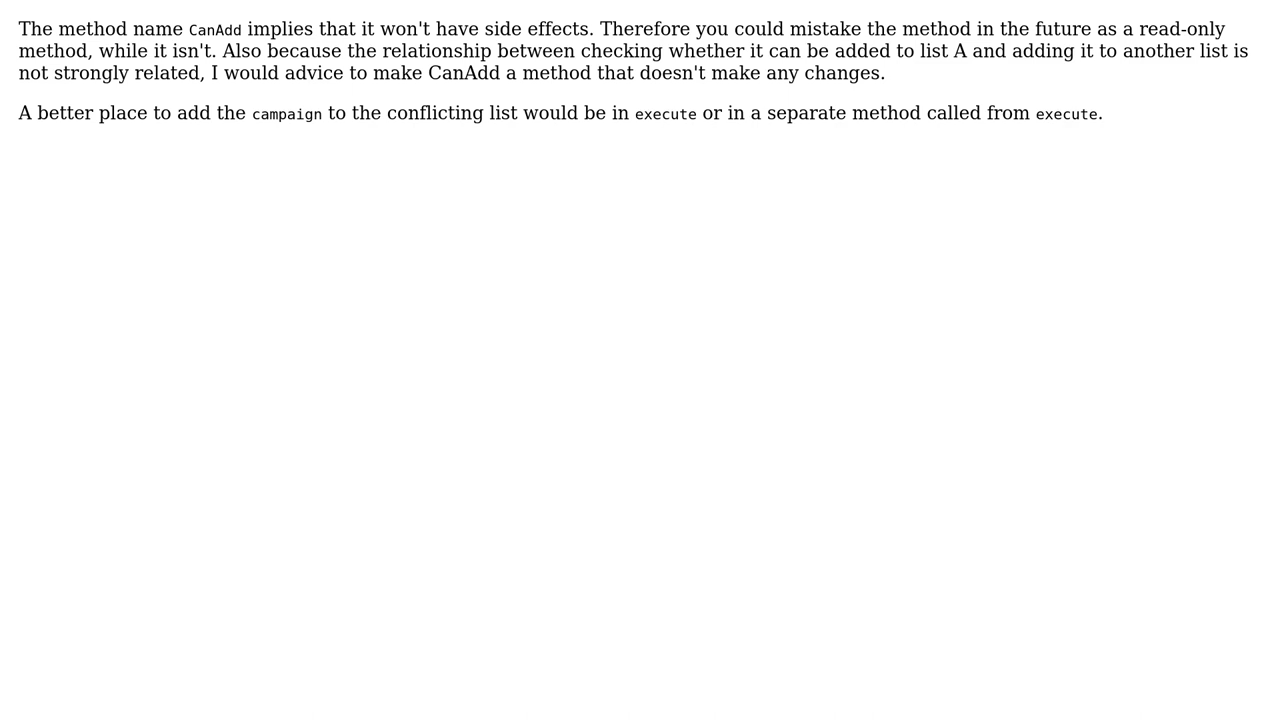 The method name CanAdd implies that it won't have side effects. Therefore you could mistake the method in the future as a read-only
method, while it isn't. Also because the relationship between checking whether it can be added to list A and adding it to another list is
not strongly related, I would advice to make CanAdd a method that doesn't make any changes.
A better place to add the campaign to the conflicting list would be in execute or in a separate method called from execute.